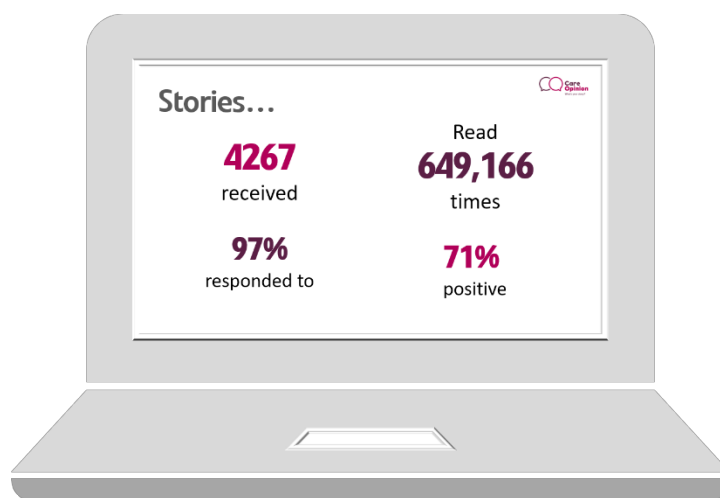 Stories...
Care
Opinion
4267
received
Read
649,166
times
97%
responded to
71%
positive